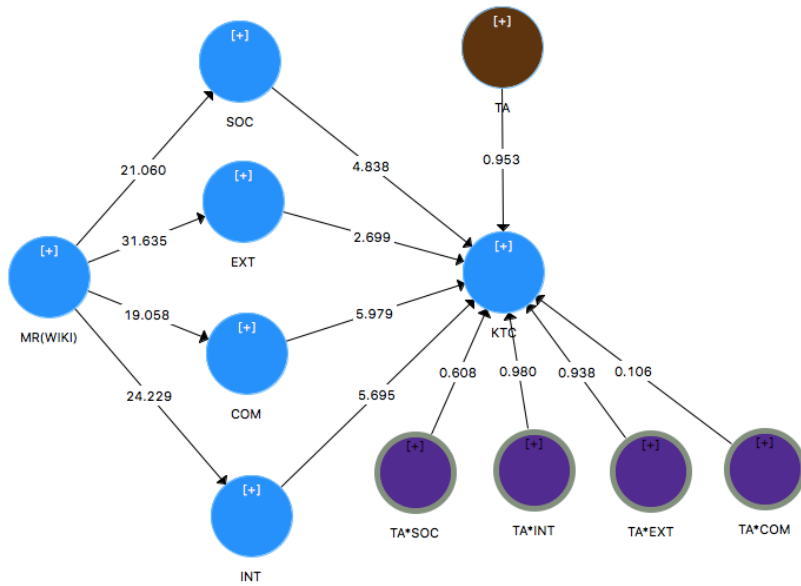 [+]
SOC
[+]
TA
21.060
4.838
0.953
[+]
EXT
31.635
2.699
[+]
MR(WIKI)
[+]
KTC
19.058
5.979
[+]
COM
24.229
5.695
0.608
0.980
0.938
0.106
[+]
INT
[+]
TA*SOC
[+]
TA*INT
[+]
TA*EXT
[+]
TA*COM